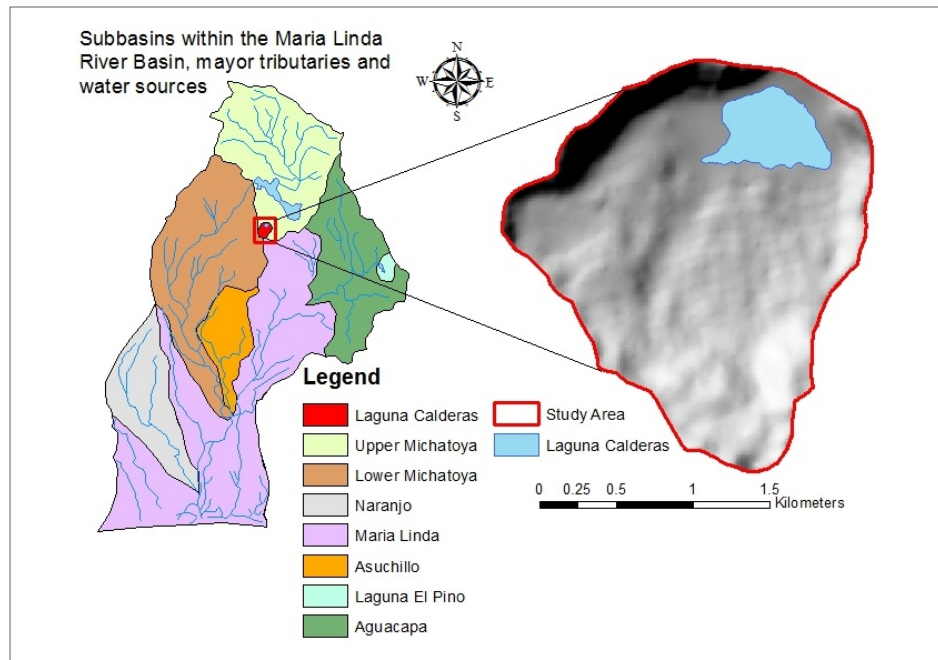 Subbasins within the Maria Linda
River Basin, mayor tributaries and
water sources
N
W E
S
Legend
Laguna Calderas
Upper Michatoya
Lower Michatoya
Naranjo
Maria Linda
Asuchillo
Laguna El Pino
Aguacapa
Study Area
Laguna Calderas
0 0.25 0.5 1 1.5
Kilometers